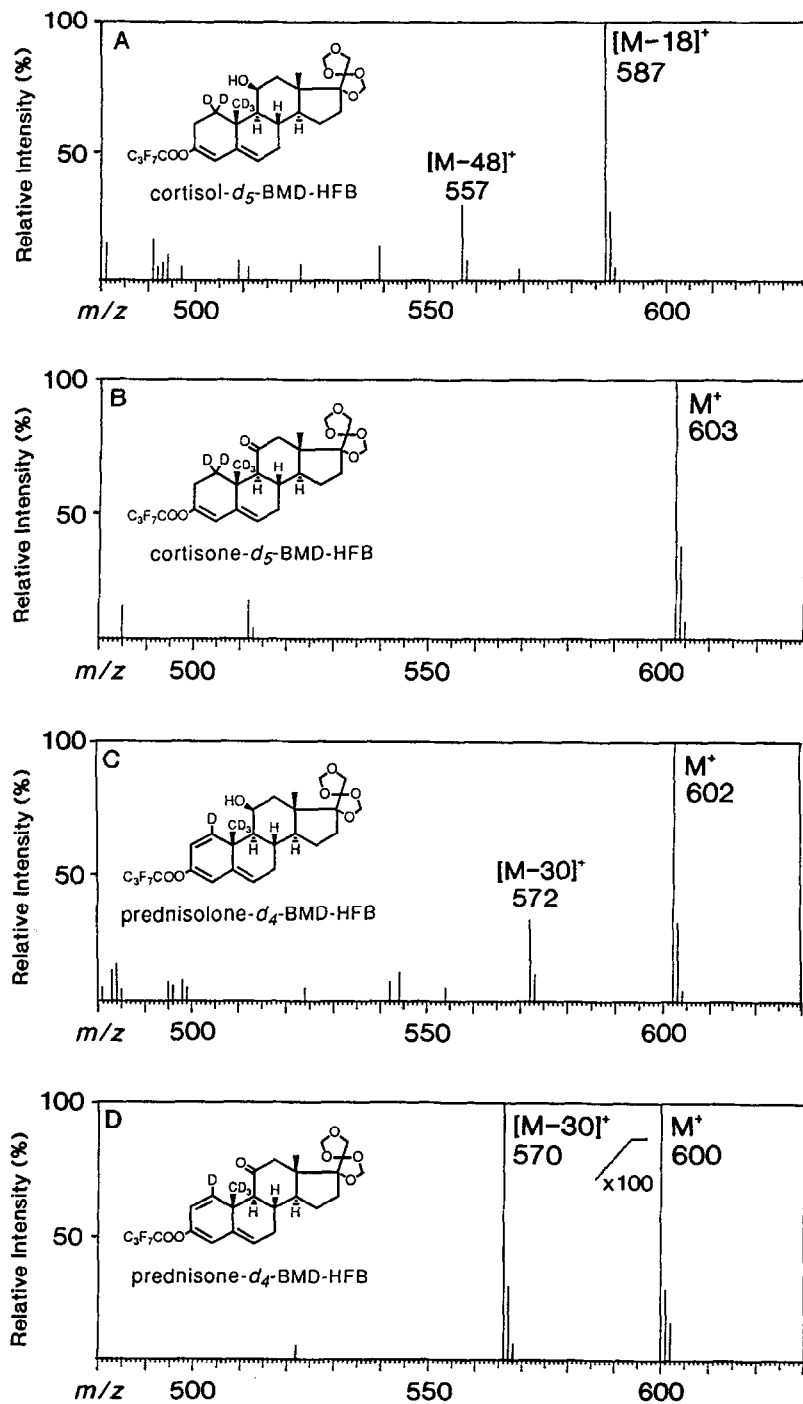 Relative Intensity (%)
100
50
A
HO
D D
CD₃
H
H
H
O
O
O
O
C₃F₇COO
cortisol-d₅-BMD-HFB
[M–48]⁺
557
[M–18]⁺
587
m/z 500 550 600
Relative Intensity (%)
100
50
B
O
D D
CD₃
H
H
H
O
O
O
O
C₃F₇COO
cortisone-d₅-BMD-HFB
M⁺
603
m/z 500 550 600
Relative Intensity (%)
100
50
C
HO
D
CD₃
H
H
H
O
O
O
O
C₃F₇COO
prednisolone-d₄-BMD-HFB
[M–30]⁺
572
M⁺
602
m/z 500 550 600
Relative Intensity (%)
100
50
D
O
D
CD₃
H
H
H
O
O
O
O
C₃F₇COO
prednisone-d₄-BMD-HFB
[M–30]⁺
570
x100
M⁺
600
m/z 500 550 600